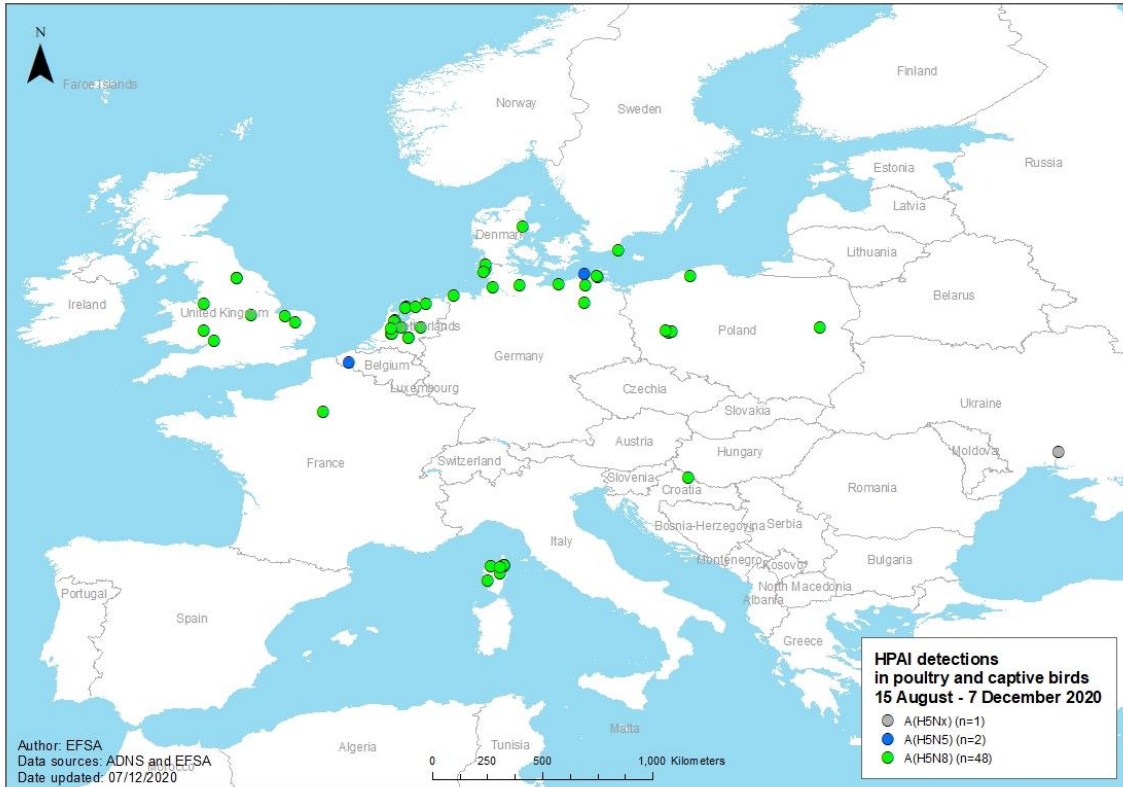 N
Faroe Islands
Finland
Norway
Sweden
Russia
Estonia
Latvia
Denmark
Lithuania
Ireland
United Kingdom
Belarus
Netherlands
Poland
Germany
Belgium
Luxembourg
Czechia
Ukraine
Slovakia
Austria
Moldova
France
Switzerland
Hungary
Slovenia
Croatia
Romania
Italy
Bosnia-Herzegovina
Serbia
Montenegro
Kosovo
Bulgaria
Portugal
North Macedonia
Albania
Spain
Greece
HPAI detections
in poultry and captive birds
15 August - 7 December 2020
A(H5Nx) (n=1)
A(H5N5) (n=2)
A(H5N8) (n=48)
Malta
Algeria
Tunisia
Morocco
Author: EFSA
Data sources: ADNS and EFSA
Date updated: 07/12/2020
0 250 500 1,000 Kilometers